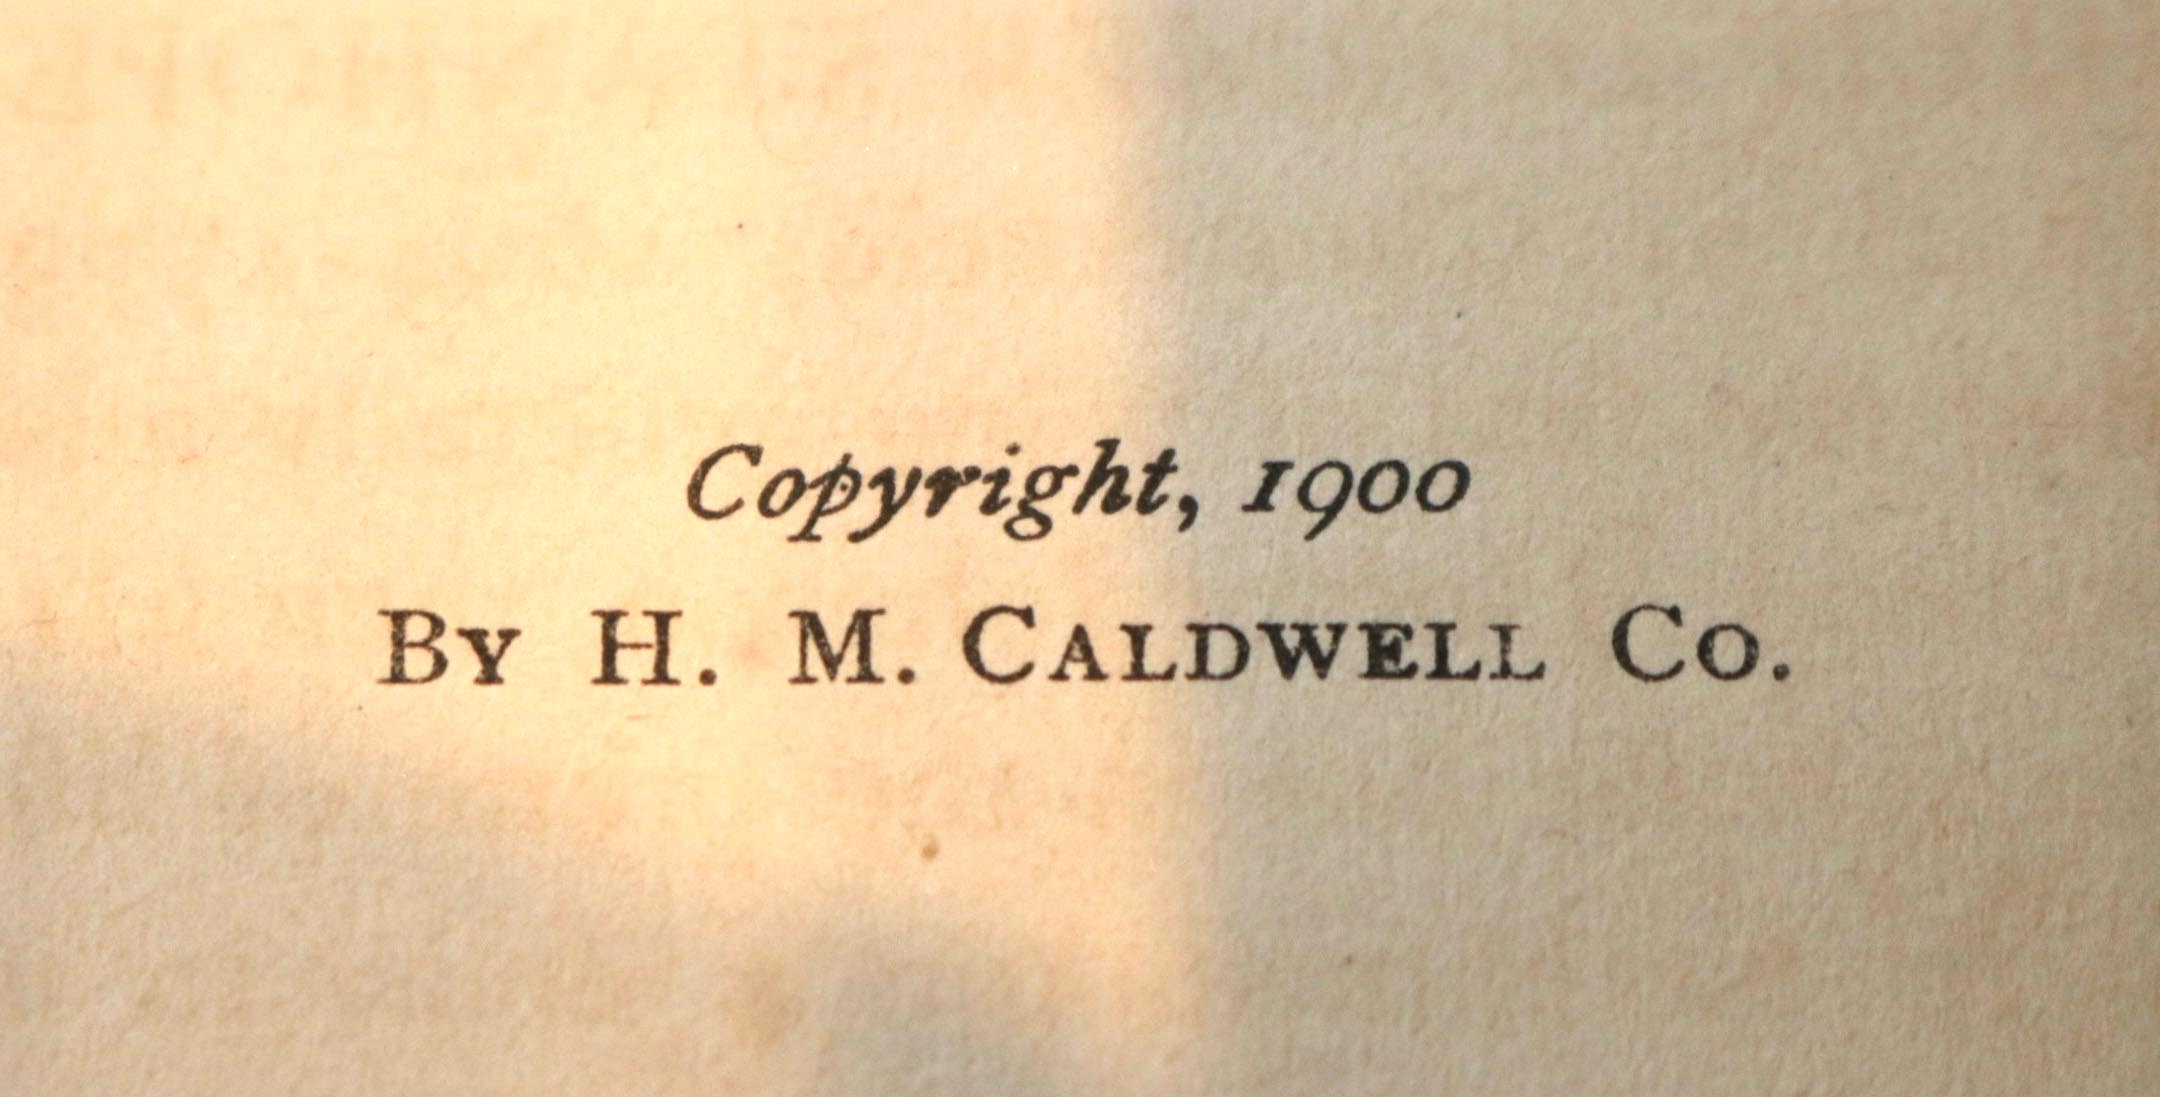 Copyright, 1900
By H. M. Caldwell Co.